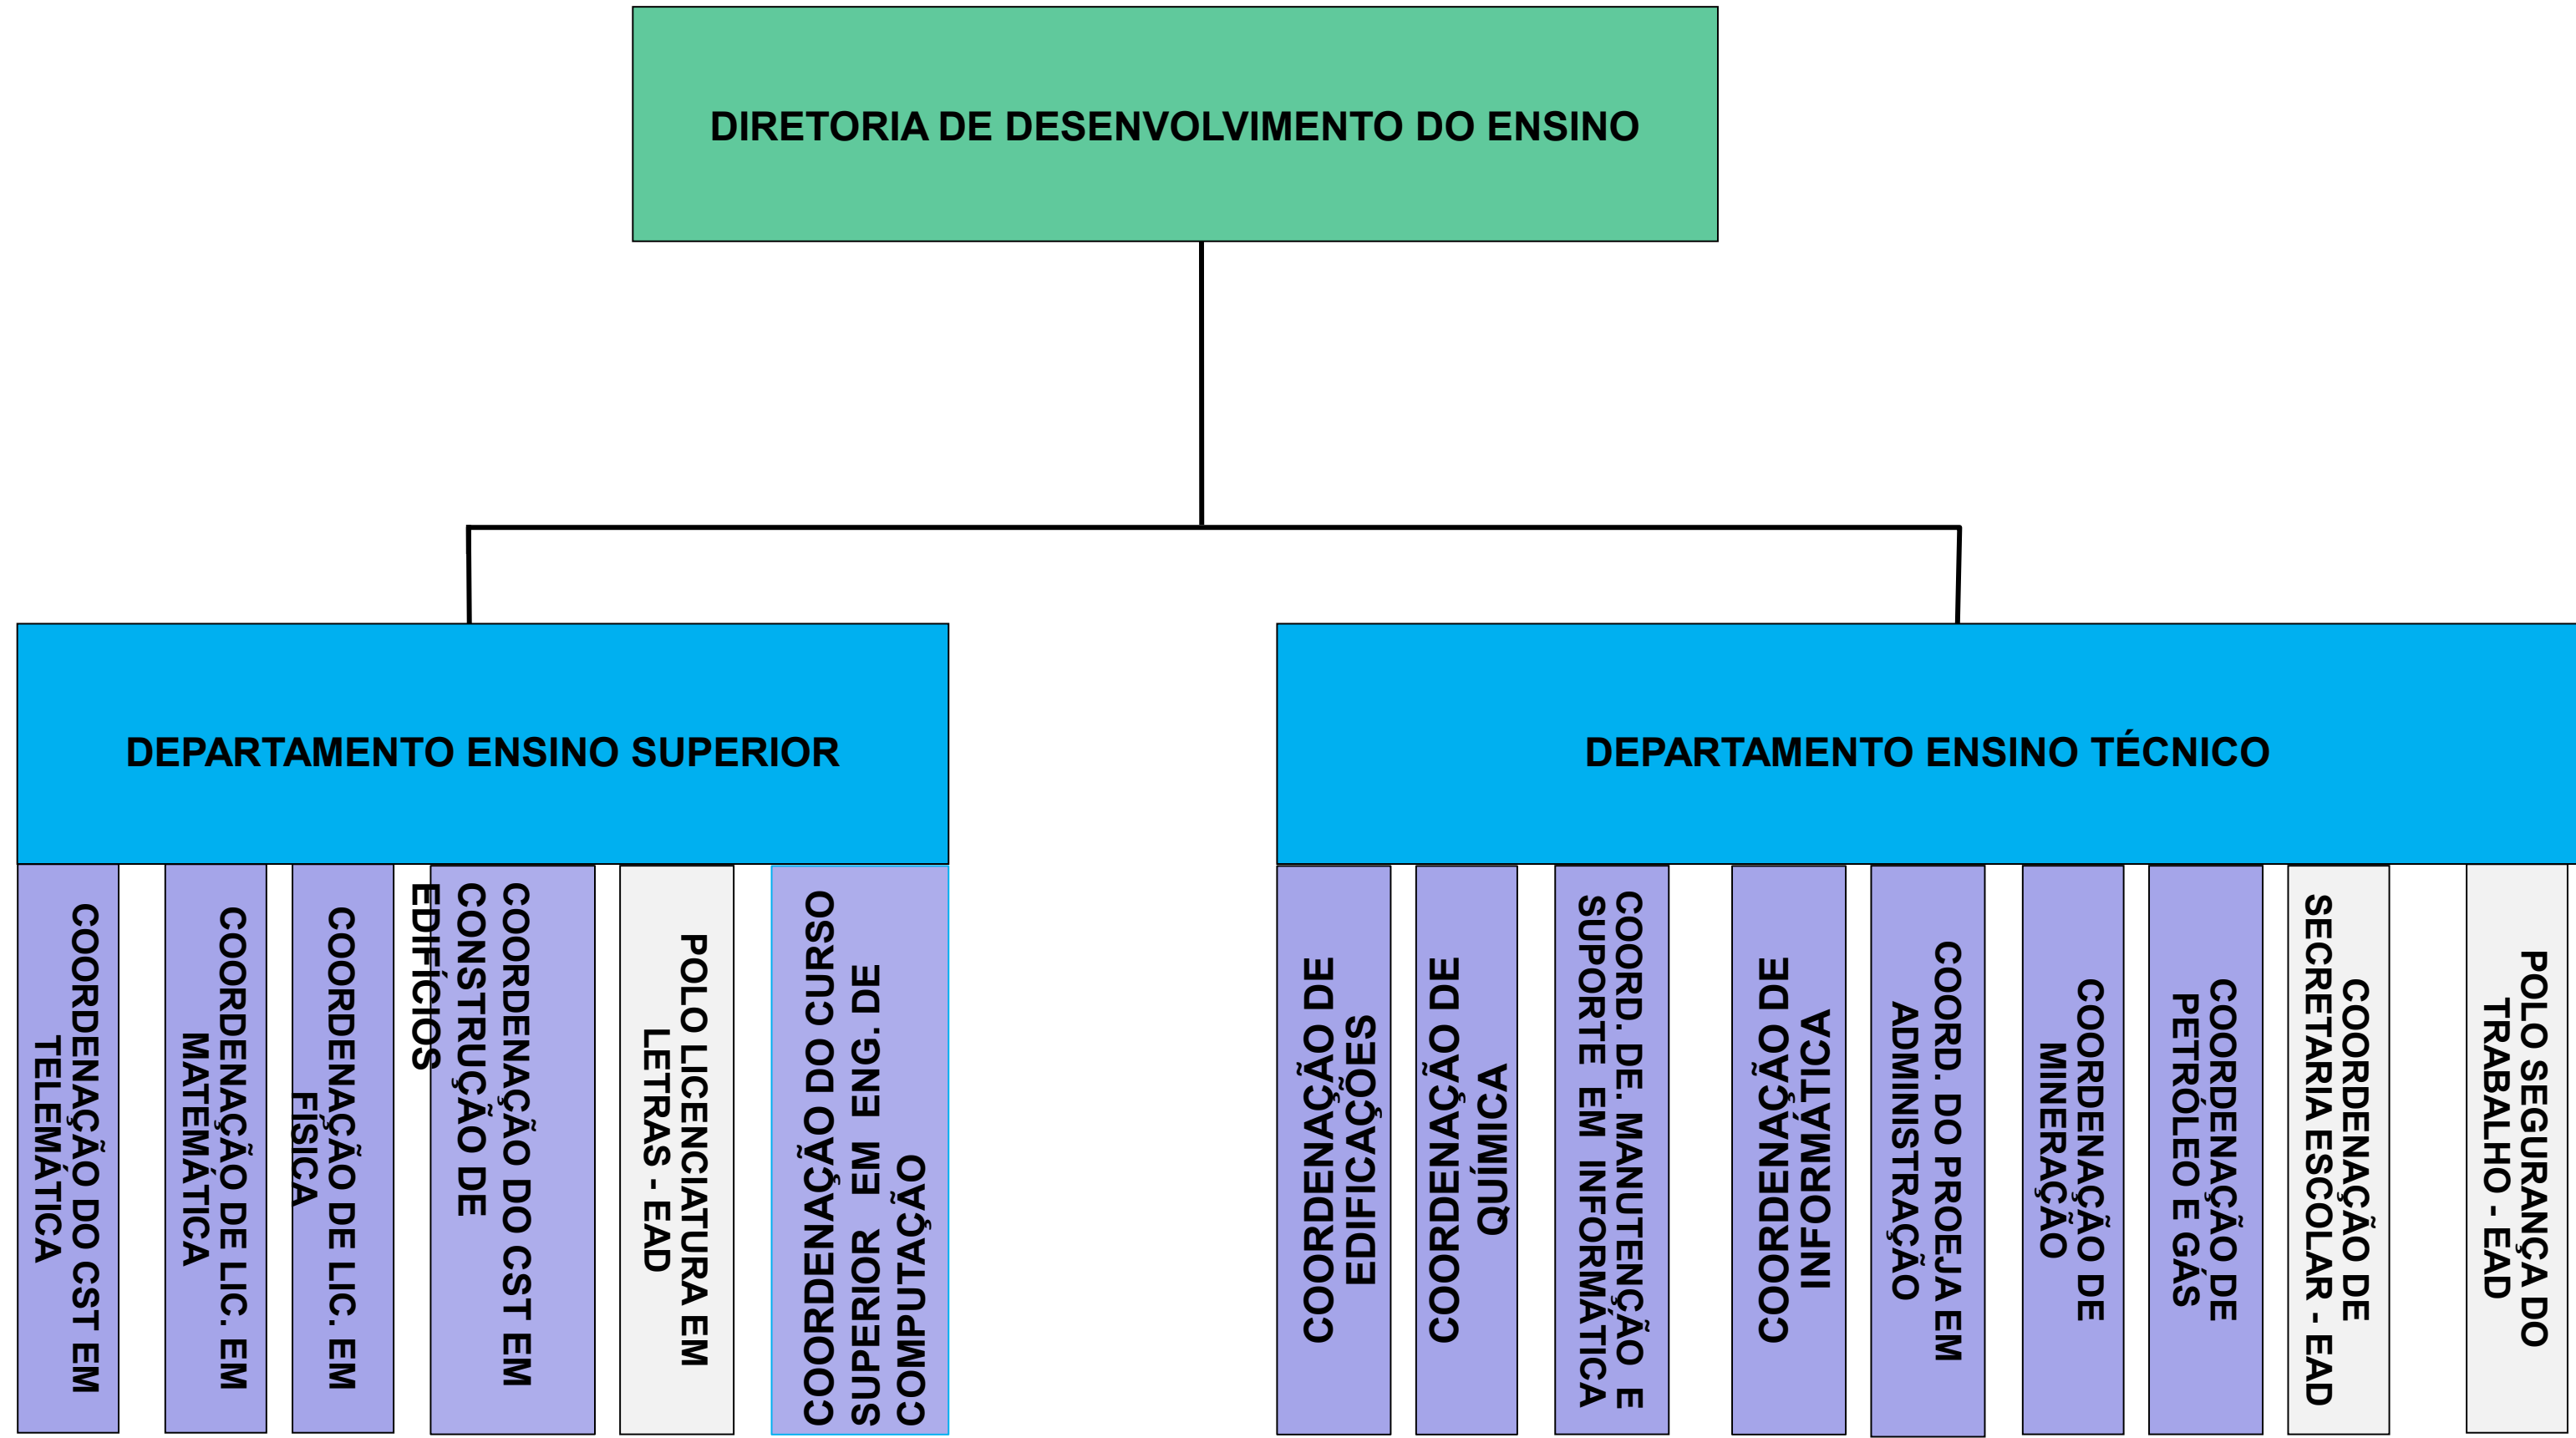 DIRETORIA DE DESENVOLVIMENTO DO ENSINO
DEPARTAMENTO ENSINO SUPERIOR
DEPARTAMENTO ENSINO TÉCNICO
COORDENAÇÃO DO CST EM
TELEMÁTICA
COORDENAÇÃO DE LIC. EM
MATEMÁTICA
COORDENAÇÃO DE LIC. EM
FÍSICA
COORDENAÇÃO DO CST EM
CONSTRUÇÃO DE
EDIFÍCIOS
POLO LICENCIATURA EM
LETRAS - EAD
COORDENAÇÃO DO CURSO
SUPERIOR EM ENG. DE
COMPUTAÇÃO
COORDENAÇÃO DE
EDIFICAÇÕES
COORDENAÇÃO DE
QUÍMICA
COORD. DE. MANUTENÇÃO E
SUPORTE EM INFORMÁTICA
COORDENAÇÃO DE
INFORMÁTICA
COORD. DO PROEJA EM
ADMINISTRAÇÃO
COORDENAÇÃO DE
MINERAÇÃO
COORDENAÇÃO DE
PETRÓLEO E GÁS
COORDENAÇÃO DE
SECRETARIA ESCOLAR - EAD
POLO SEGURANÇA DO
TRABALHO - EAD